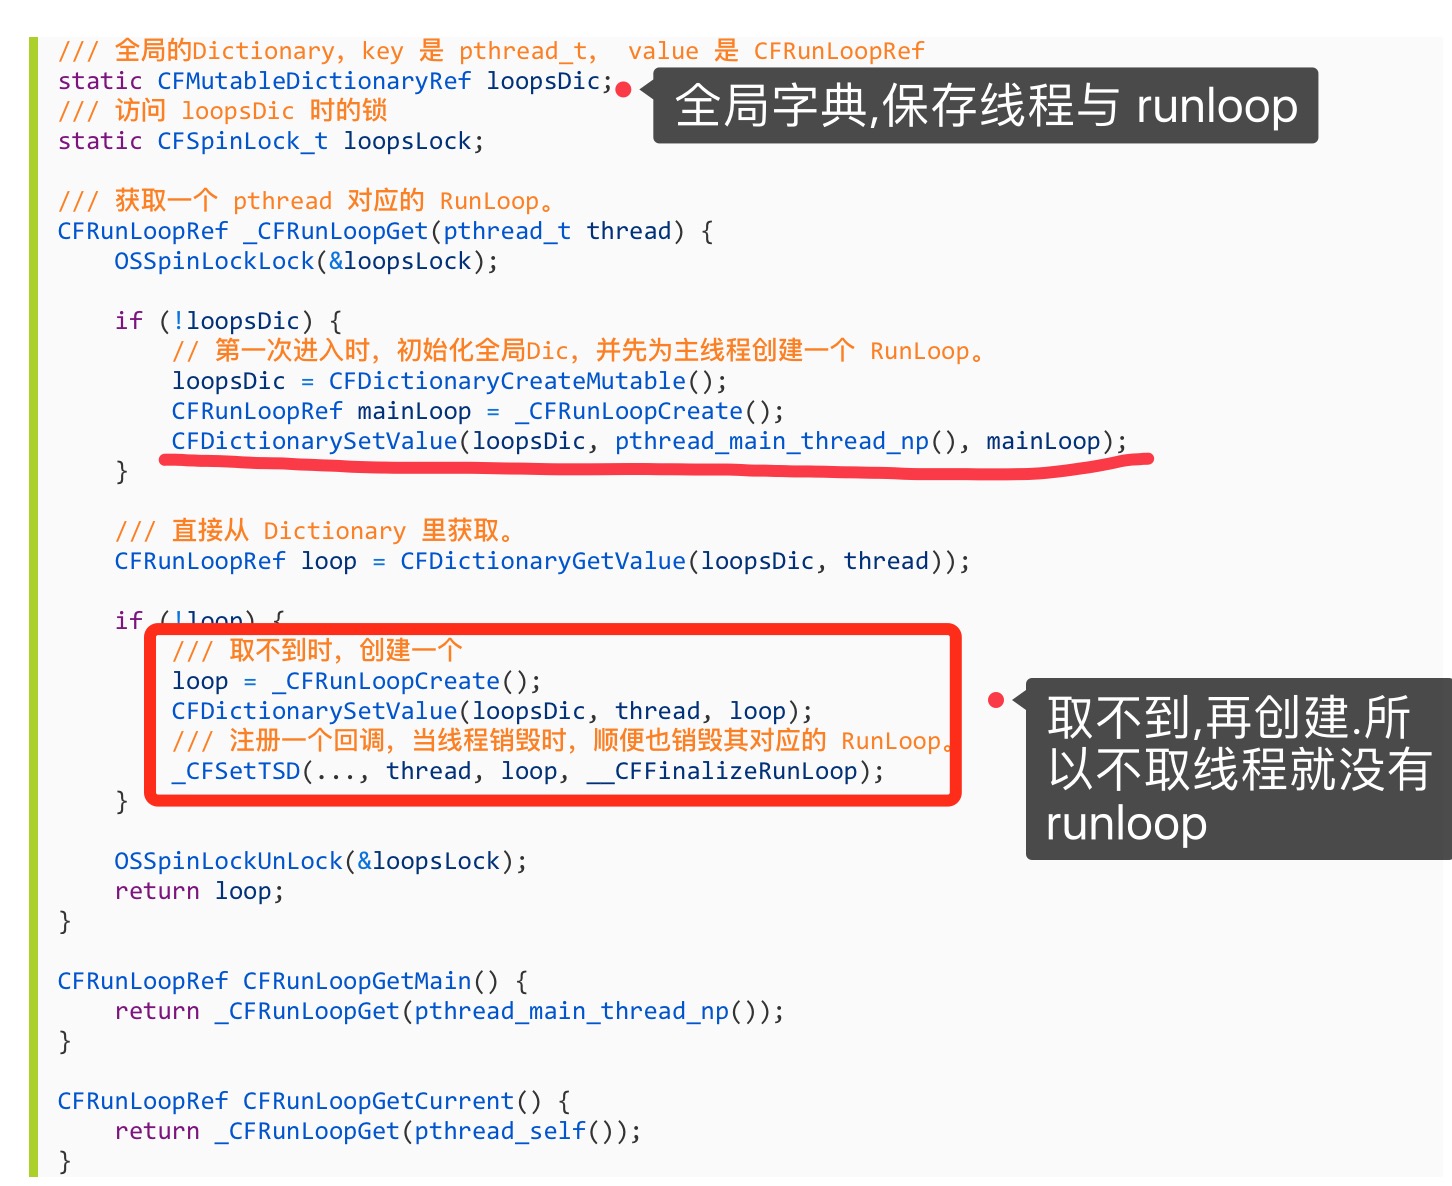 /// 全局的Dictionary，key 是 pthread_t， value 是 CFRunLoopRef
static CFMutableDictionaryRef loopsDic;
全局字典,保存线程与 runloop
/// 访问 loopsDic 时的锁
static CFSpinLock_t loopsLock;
/// 获取一个 pthread 对应的 RunLoop。
CFRunLoopRef _CFRunLoopGet(pthread_t thread) {
    OSSpinLockLock(&loopsLock);
    if (!loopsDic) {
        // 第一次进入时，初始化全局Dic，并先为主线程创建一个 RunLoop。
        loopsDic = CFDictionaryCreateMutable();
        CFRunLoopRef mainLoop = _CFRunLoopCreate();
        CFDictionarySetValue(loopsDic, pthread_main_thread_np(), mainLoop);
    }
    /// 直接从 Dictionary 里获取。
    CFRunLoopRef loop = CFDictionaryGetValue(loopsDic, thread));
    if (!loop) {
        /// 取不到时，创建一个
        loop = _CFRunLoopCreate();
        CFDictionarySetValue(loopsDic, thread, loop);
        /// 注册一个回调，当线程销毁时，顺便也销毁其对应的 RunLoop。
        _CFSetTSD(..., thread, loop, __CFFinalizeRunLoop);
    }
取不到,再创建.所
以不取线程就没有
runloop
    OSSpinLockUnLock(&loopsLock);
    return loop;
}
CFRunLoopRef CFRunLoopGetMain() {
    return _CFRunLoopGet(pthread_main_thread_np());
}
CFRunLoopRef CFRunLoopGetCurrent() {
    return _CFRunLoopGet(pthread_self());
}